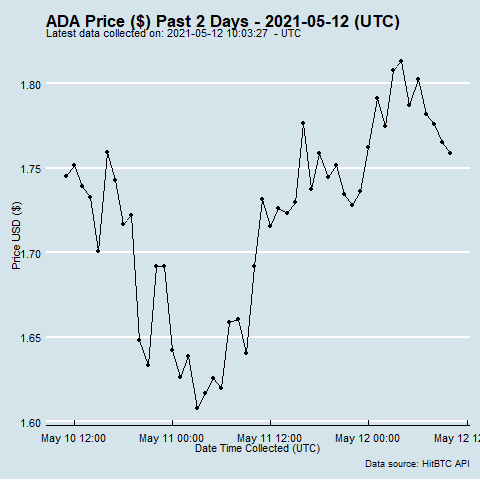 ADA Price ($) Past 2 Days - 2021-05-12 (UTC)
Latest data collected on: 2021-05-12 10:03:27 - UTC
Price USD ($)
1.80
1.75
1.70
1.65
1.60
May 10 12:00 May 11 00:00 May 11 12:00 May 12 00:00 May 12 12
Date Time Collected (UTC)
Data source: HitBTC API